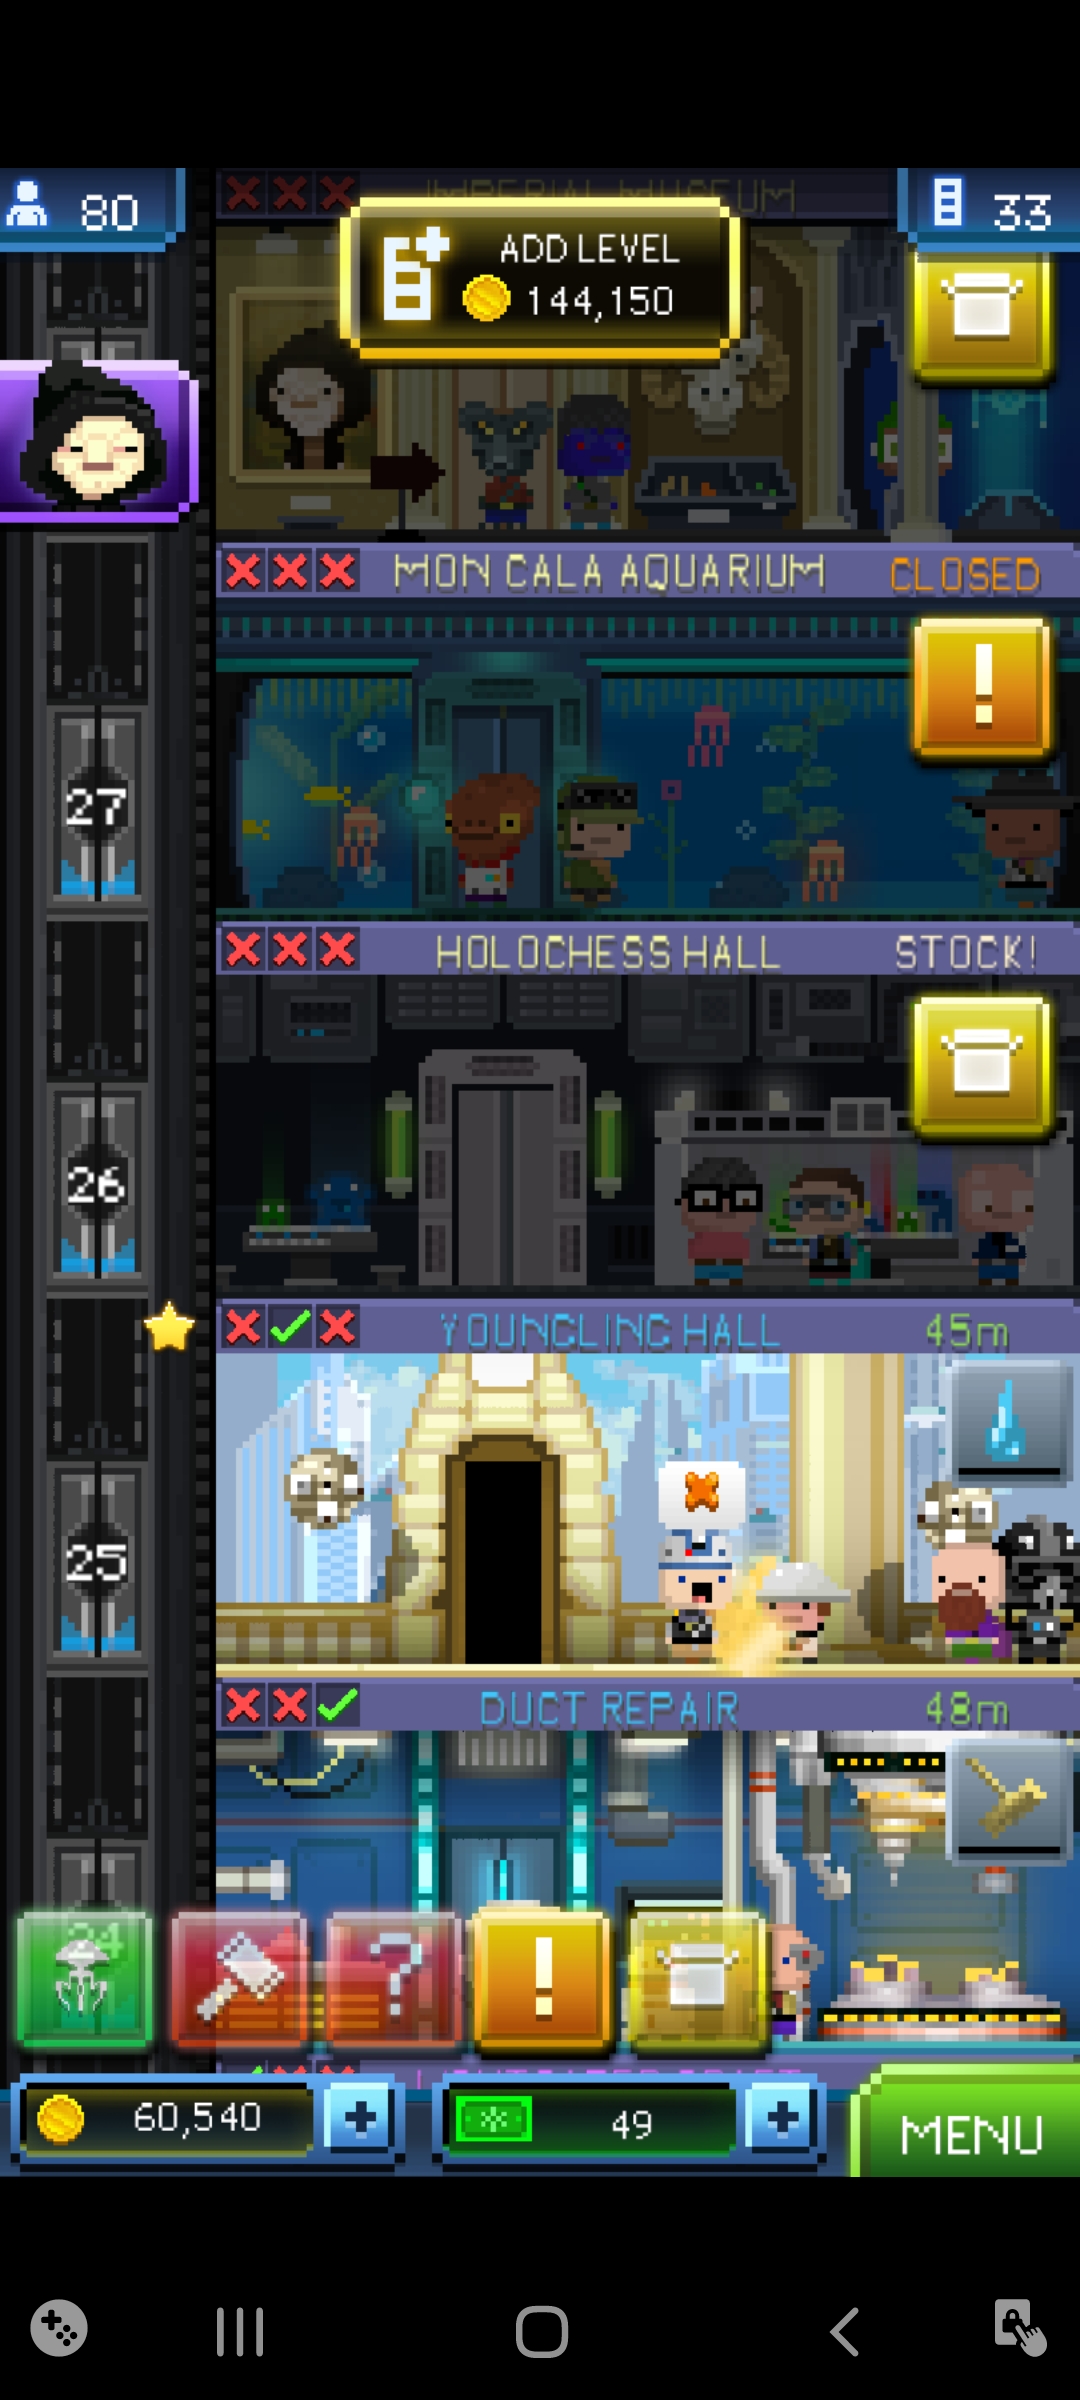 IMPERIAL MUSEUM
80
33
ADD LEVEL
144,150
MON CALA AQUARIUM
CLOSED
!
27
HOLOCHESS HALL
STOCK!
26
YOUNGLING HALL
45m
25
DUCT REPAIR
48m
24
?
!
60,540
+
49
+
MENU